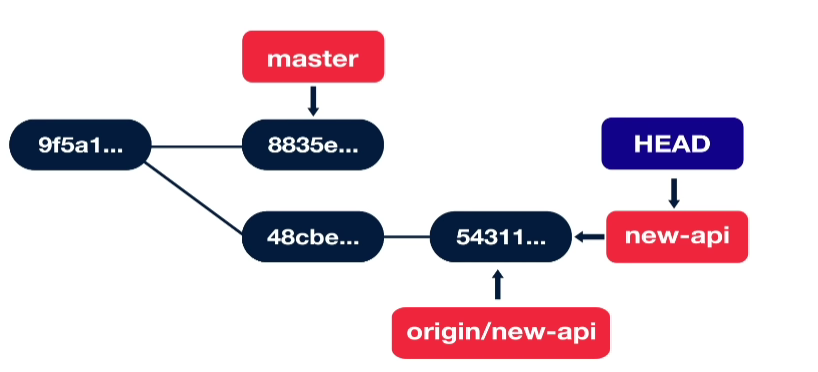 master
9f5a1...
8835e...
HEAD
48cbe...
54311...
new-api
origin/new-api